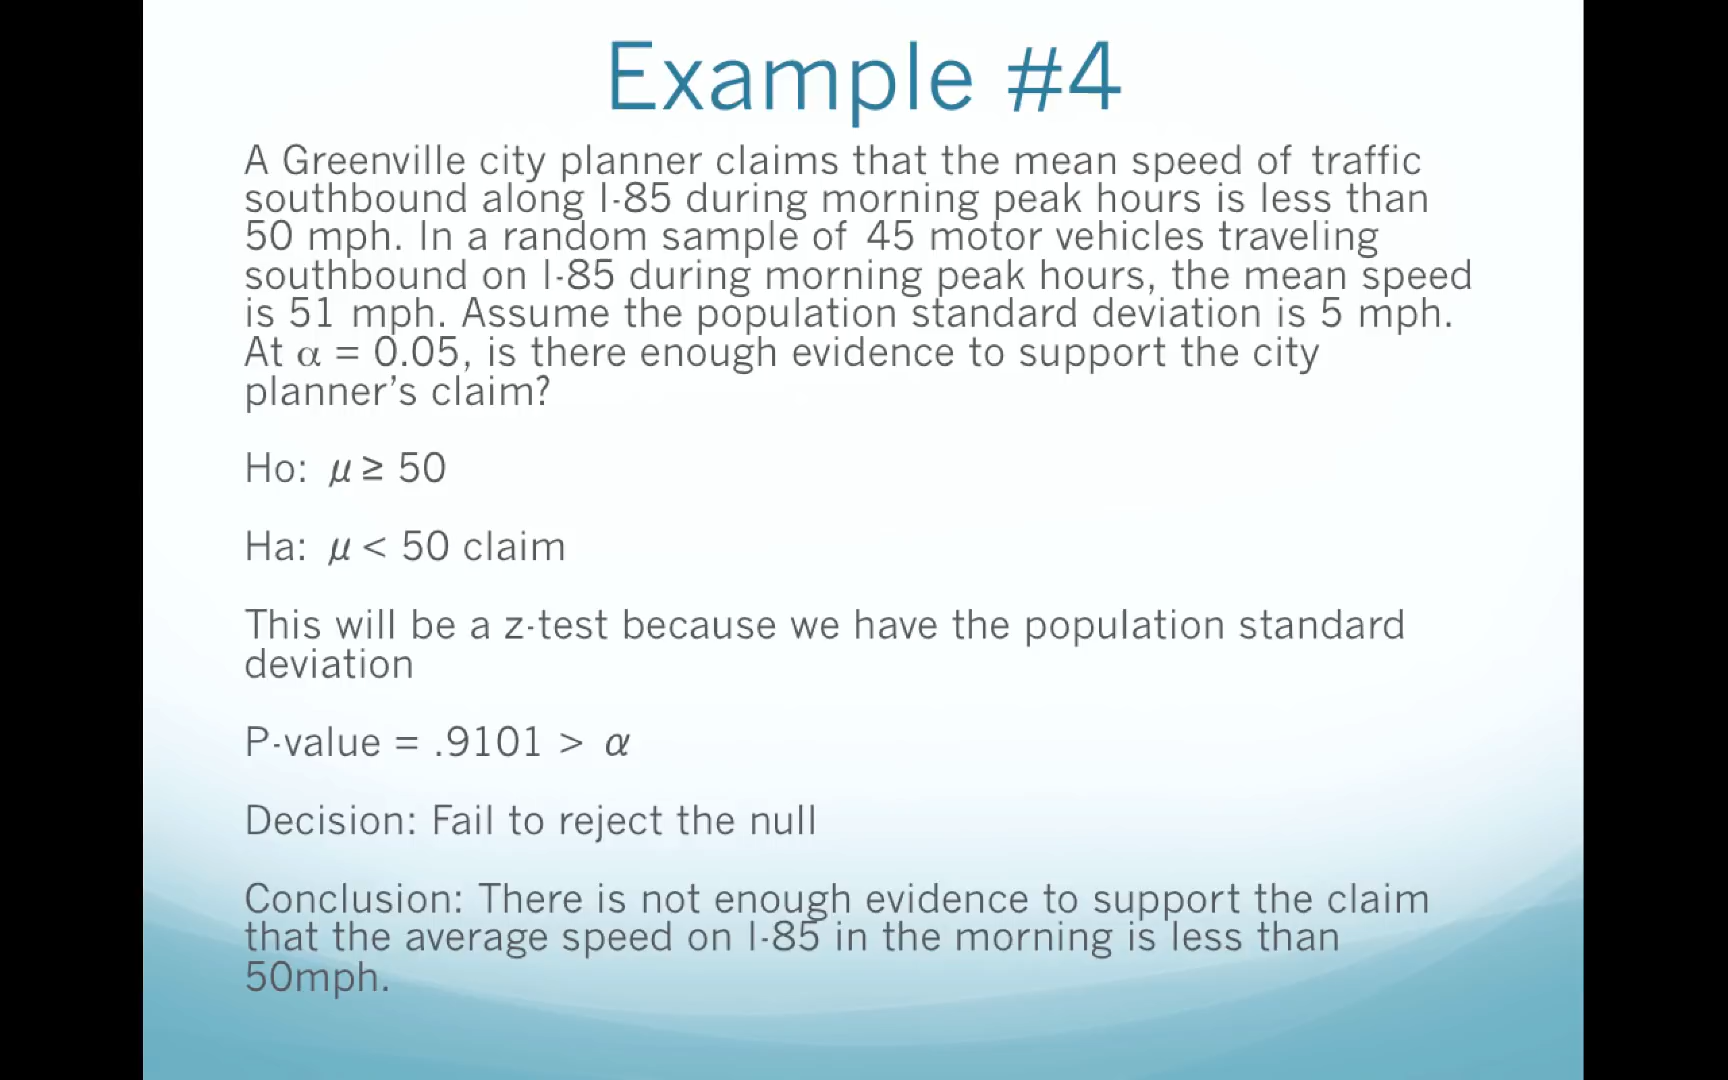 Example #4
A Greenville city planner claims that the mean speed of traffic
southbound along I-85 during morning peak hours is less than
50 mph. In a random sample of 45 motor vehicles traveling
southbound on I-85 during morning peak hours, the mean speed
is 51 mph. Assume the population standard deviation is 5 mph.
At α = 0.05, is there enough evidence to support the city
planner’s claim?
Ho: μ ≥ 50
Ha: μ < 50 claim
This will be a z-test because we have the population standard
deviation
P-value = .9101 > α
Decision: Fail to reject the null
Conclusion: There is not enough evidence to support the claim
that the average speed on I-85 in the morning is less than
50mph.